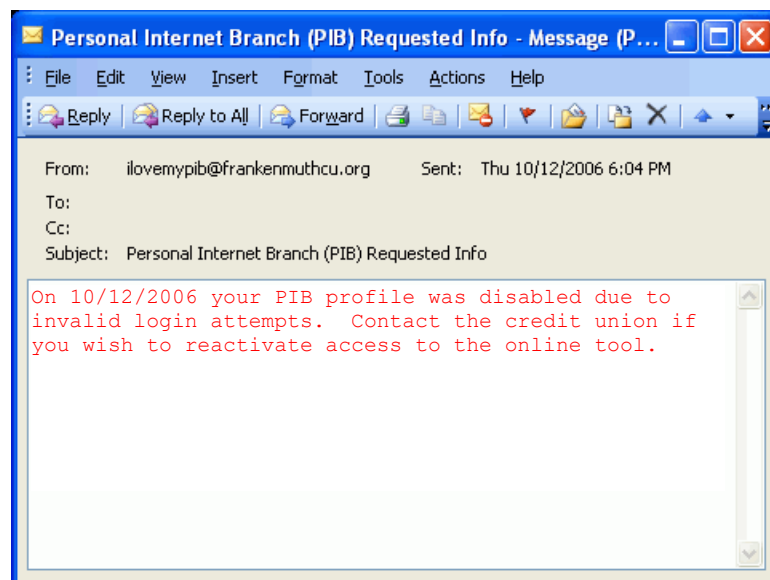 Personal Internet Branch (PIB) Requested Info - Message (P...
File Edit View Insert Format Tools Actions Help
Reply Reply to All Forward
From: ilovemypib@frankenmuthcu.org Sent: Thu 10/12/2006 6:04 PM
To:
Cc:
Subject: Personal Internet Branch (PIB) Requested Info
On 10/12/2006 your PIB profile was disabled due to
invalid login attempts.  Contact the credit union if
you wish to reactivate access to the online tool.